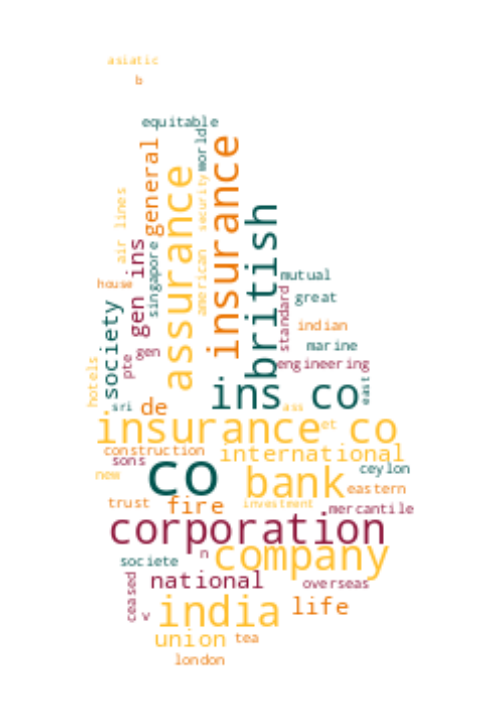 asiatic
b
equitable
world
insurance
general
assurance
security
air lines
british
gen ins
singapore
american
mutual
house
standard
great
society
indian
marine
gen
pte
engineering
hotels
ins co
east
sri
de
ass
insurance co
et
construction
international
sons
ceylon
new
co
bank
eastern
trust
fire
investment
mercantile
corporation
n
company
societe
national
overseas
ceased
v
india
life
union
tea
london